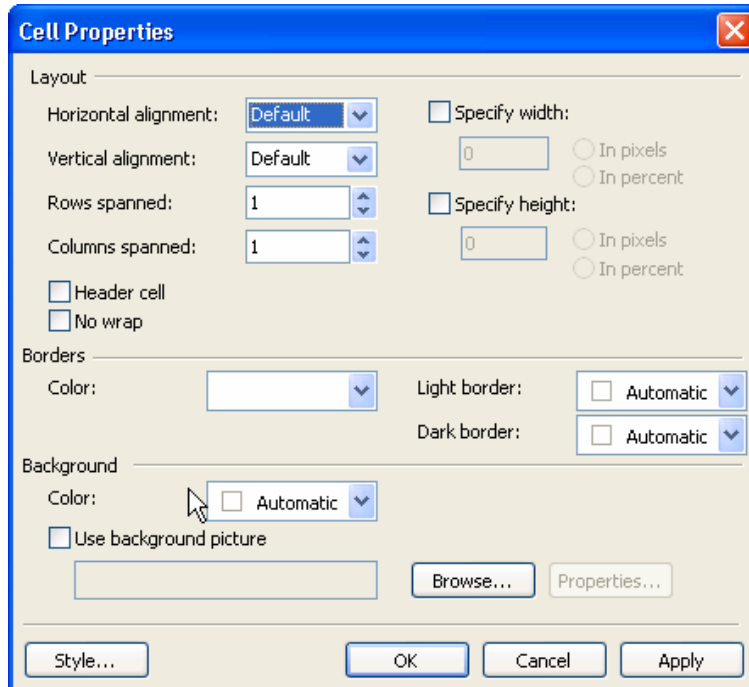 Cell Properties
Layout
Horizontal alignment: Default
Specify width:
Vertical alignment: Default
0 In pixels
In percent
Rows spanned: 1
Specify height:
Columns spanned: 1
0 In pixels
In percent
Header cell
No wrap
Borders
Color:
Light border: Automatic
Dark border: Automatic
Background
Color: Automatic
Use background picture
Browse... Properties...
Style... OK Cancel Apply